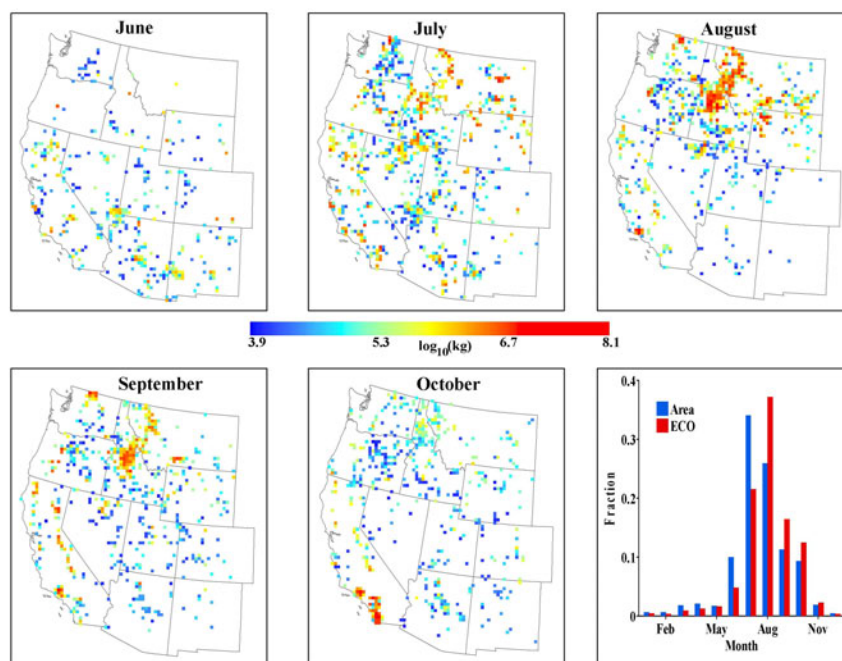 June
July
August
3.9 5.3 log10(kg) 6.7 8.1
September
October
0.4
Area
ECO
0.3
Fraction
0.2
0.1
0
Feb May Aug Nov
Month